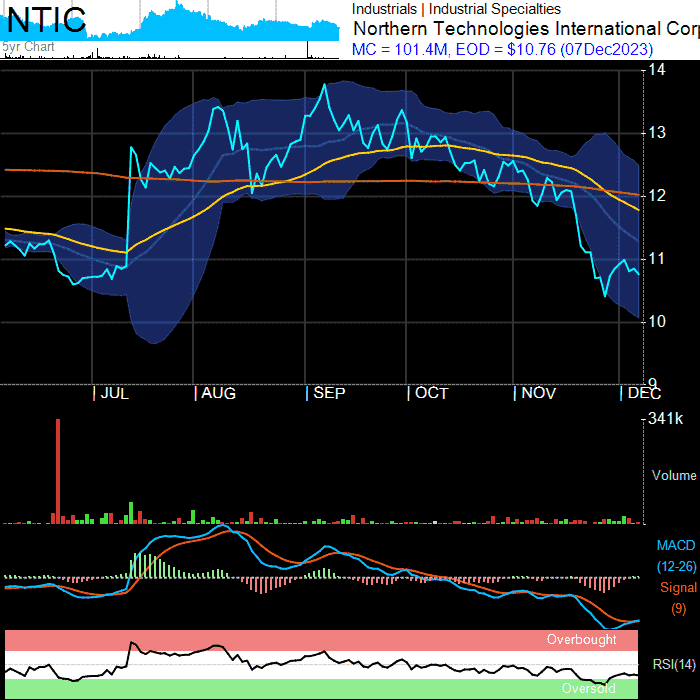 NTIC
5yr Chart
Industrials | Industrial Specialties
Northern Technologies International Corp
MC = 101.4M, EOD = $10.76 (07Dec2023)
14
13
12
11
10
9
JUL AUG SEP OCT NOV DEC
341k
Volume
MACD
(12-26)
Signal
(9)
Overbought
RSI(14)
Oversold